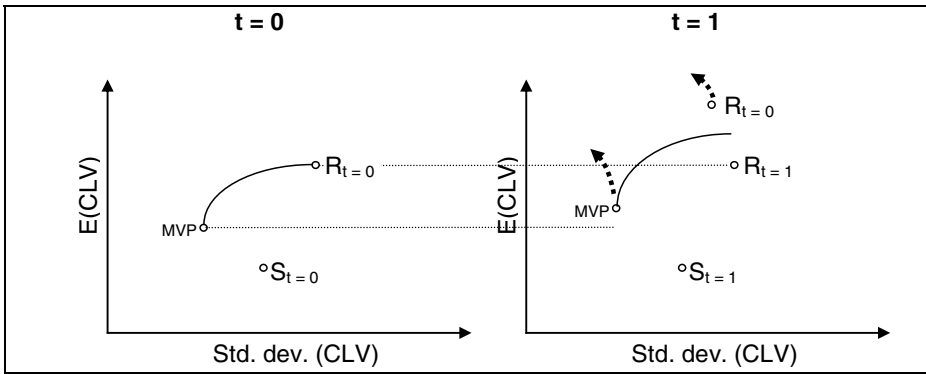 t = 0
E(CLV)
R t = 0
MVP
S t = 0
Std. dev. (CLV)
t = 1
E(CLV)
R t = 0
R t = 1
MVP
S t = 1
Std. dev. (CLV)